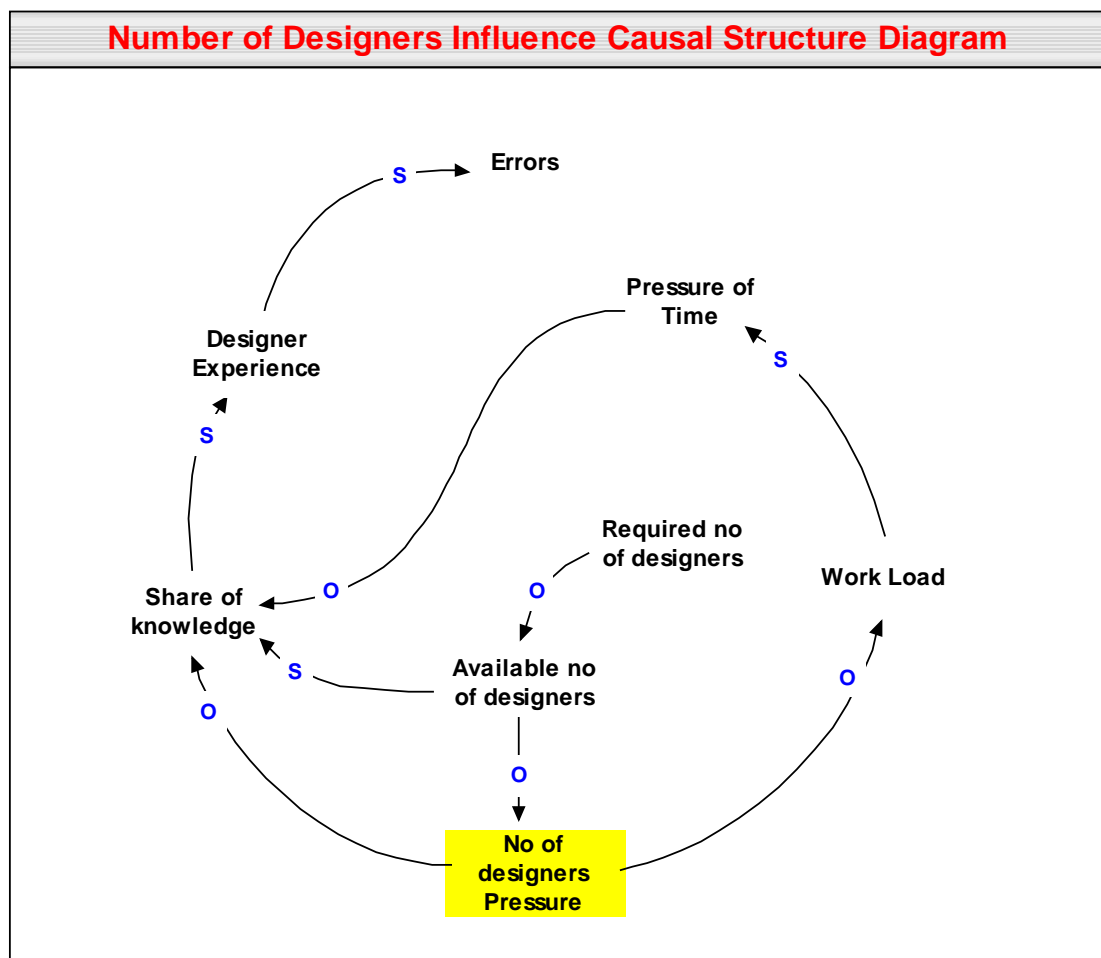 Number of Designers Influence Causal Structure Diagram
S
Errors
Pressure of
Time
Designer
Experience
S
S
Required no
of designers
Work Load
O
O
Share of
knowledge
Available no
of designers
S
O
O
O
No of
designers
Pressure